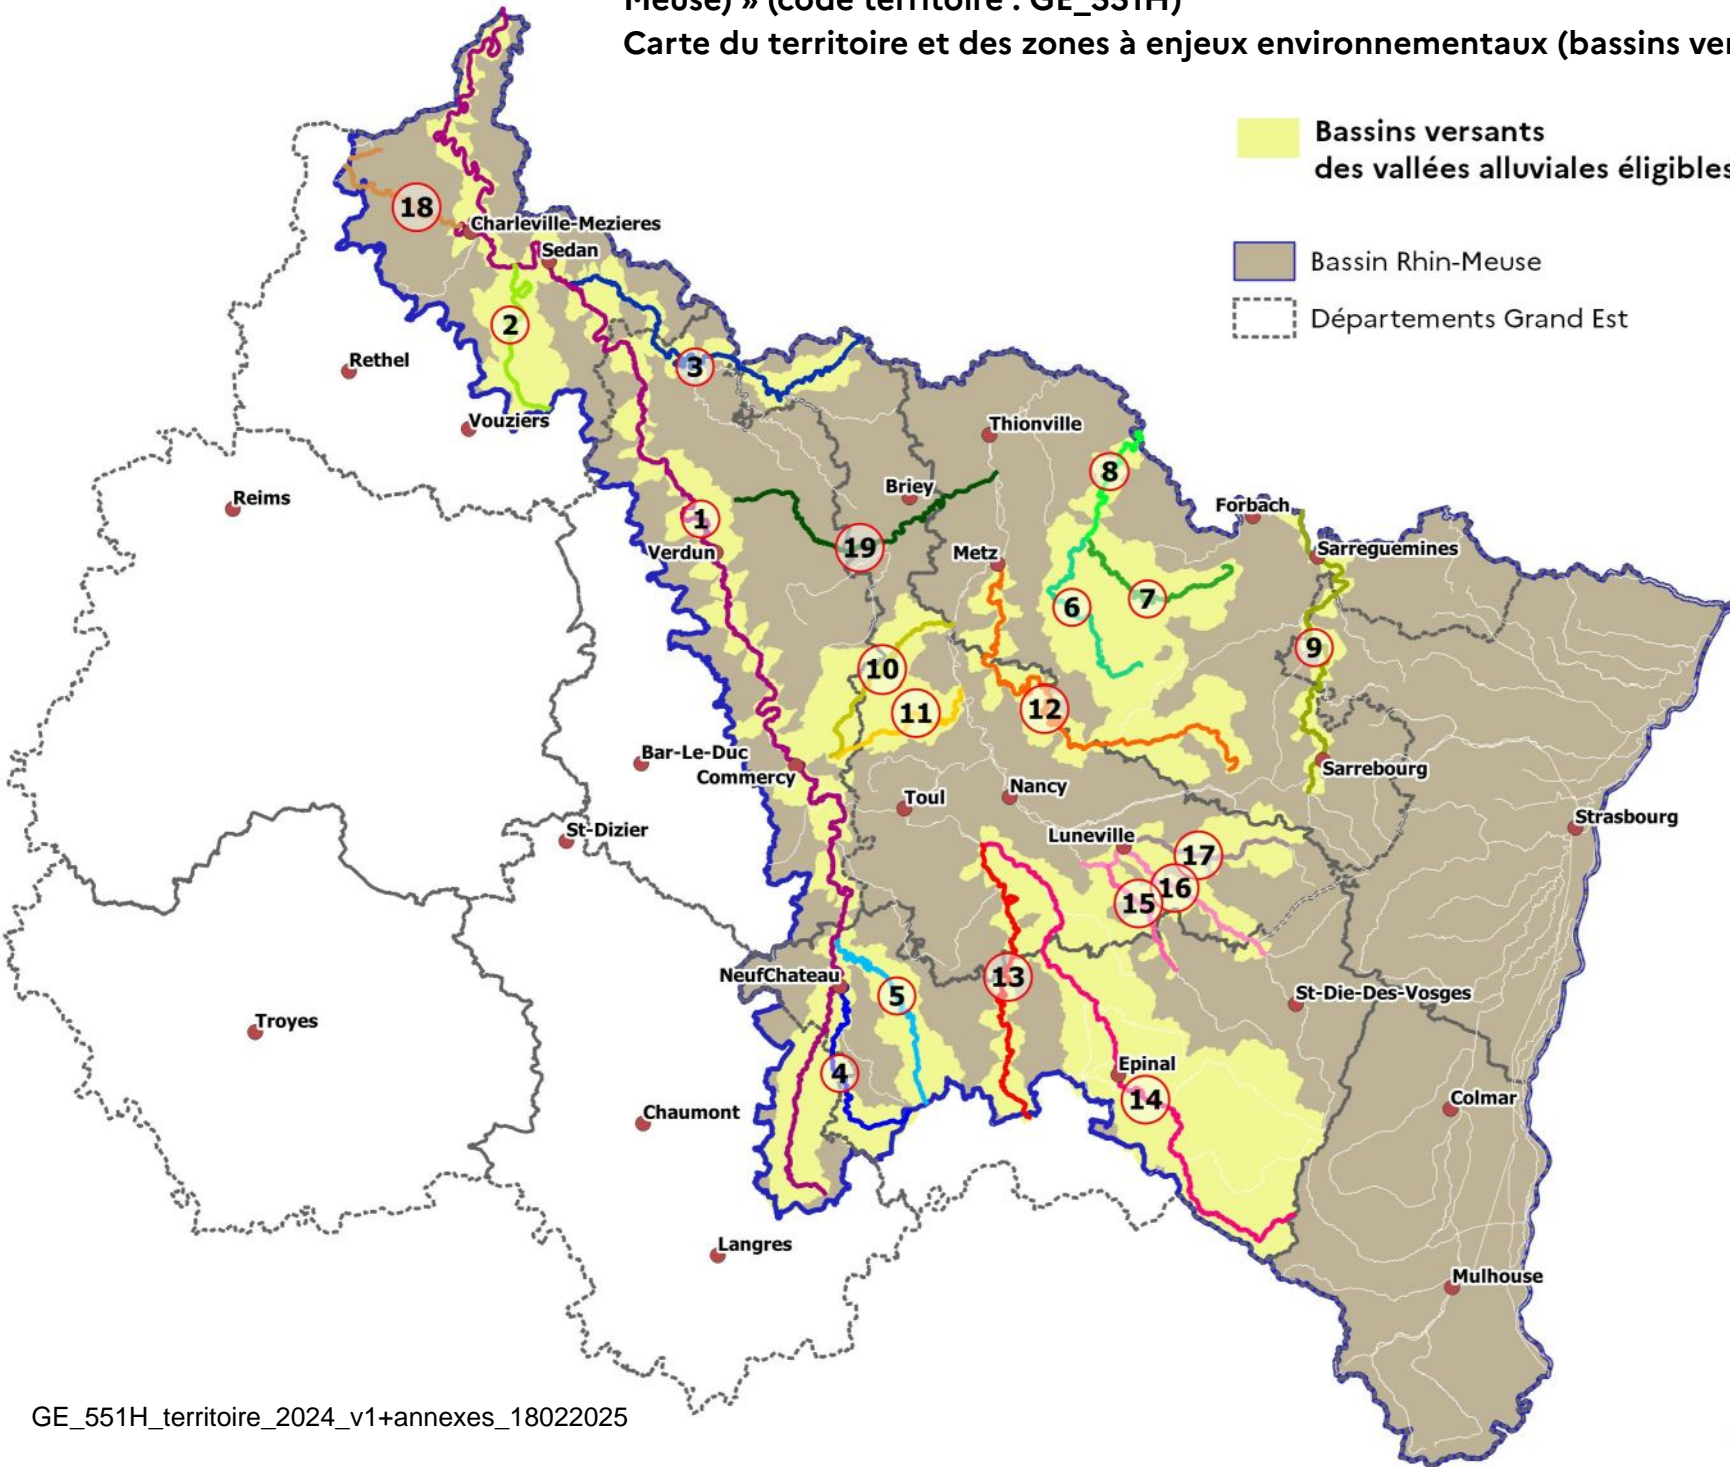 Meuse) » (code territoire : GE_551H)
Carte du territoire et des zones à enjeux environnementaux (bassins ver
Bassins versants
des vallées alluviales éligibles
Bassin Rhin-Meuse
Départements Grand Est
18
Charleville-Mezieres
Sedan
2
3
Rethel
Vouziers
Thionville
8
Briey
Reims
Forbach
1
19
Verdun
Metz
Sarreguemines
6
7
9
10
11
12
Bar-Le-Duc
Commercy
Sarrebourg
Toul
Nancy
St-Dizier
Luneville
Strasbourg
17
16
15
NeufChateau
5
13
St-Die-Des-Vosges
Troyes
4
Epinal
14
Chaumont
Colmar
Langres
Mulhouse
GE_551H_territoire_2024_v1+annexes_18022025